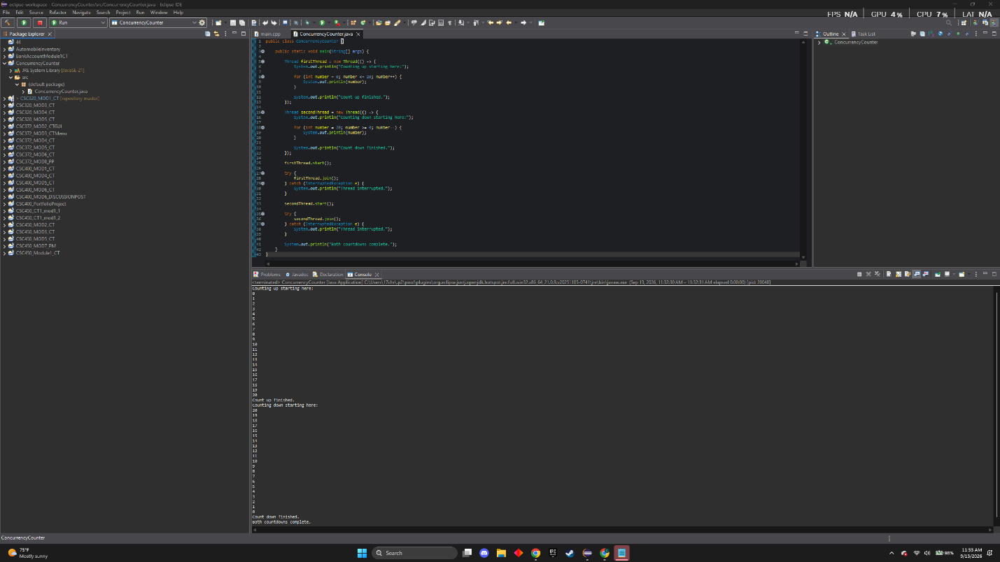 eclipse-workspace - ConcurrencyCounter/src/ConcurrencyCounter.java - Eclipse IDE
File Edit Source Refactor Navigate Search Project Run Window Help
FPS N/A GPU 4 % CPU 7 % LAT N/A
Run
ConcurrencyCounter
Package Explorer
44
AutomobileInventory
BankAccountModule1CT
ConcurrencyCounter
JRE System Library [JavaSE-21]
src
(default package)
ConcurrencyCounter.java
> CSC320_MOD1_CT [repository master]
CSC320_MOD3_CT
CSC320_MOD4_CT
CSC320_MOD5_CT
CSC372_MOD2_CTGUI
CSC372_MOD3_CTMenu
CSC372_MOD4_CT
CSC372_MOD5_CT
CSC372_MOD6_CT
CSC372_MOD8_PP
CSC400_MOD1_CT
CSC400_MOD4_CT
CSC400_MOD5_CT
CSC400_MOD6_CT
CSC400_MOD6_DISCUSSIONPOST
CSC400_PortfolioProject
CSC450_CT1_mod1_1
CSC450_CT1_mod1_2
CSC450_MOD2_CT
CSC450_MOD3_CT
CSC450_MOD5_CT
CSC450_MOD7_PM
CSC450_Module1_CT
main.cpp ConcurrencyCounter.java
1 public class ConcurrencyCounter {
2
3 public static void main(String[] args) {
4
5 Thread firstThread = new Thread(() -> {
6 System.out.println("Counting up starting here:");
7
8 for (int number = 0; number <= 20; number++) {
9 System.out.println(number);
10 }
11
12 System.out.println("Count up finished.");
13 });
14
15 Thread secondThread = new Thread(() -> {
16 System.out.println("Counting down starting here:");
17
18 for (int number = 20; number >= 0; number--) {
19 System.out.println(number);
20 }
21
22 System.out.println("Count down finished.");
23 });
24
25 firstThread.start();
26
27 try {
28 firstThread.join();
29 } catch (InterruptedException e) {
30 System.out.println("Thread interrupted.");
31 }
32
33 secondThread.start();
34
35 try {
36 secondThread.join();
37 } catch (InterruptedException e) {
38 System.out.println("Thread interrupted.");
39 }
40
41 System.out.println("Both countdowns complete.");
42 }
43 }
Outline Task List
ConcurrencyCounter
Problems Javadoc Declaration Console
<terminated> ConcurrencyCounter [Java Application] C:\Users\17chr\.p2\pool\plugins\org.eclipse.justj.openjdk.hotspot.jre.full.win32.x86_64_21.0.9.v20251105-0741\jre\bin\javaw.exe (Sep 13, 2026, 11:32:30 AM – 11:32:31 AM elapsed 0:00:00) [pid: 20048]
Counting up starting here:
0
1
2
3
4
5
6
7
8
9
10
11
12
13
14
15
16
17
18
19
20
Count up finished.
Counting down starting here:
20
19
18
17
16
15
14
13
12
11
10
9
8
7
6
5
4
3
2
1
0
Count down finished.
Both countdowns complete.
ConcurrencyCounter
75°F
Mostly sunny
Search
EPIC
98%
11:33 AM
9/13/2026